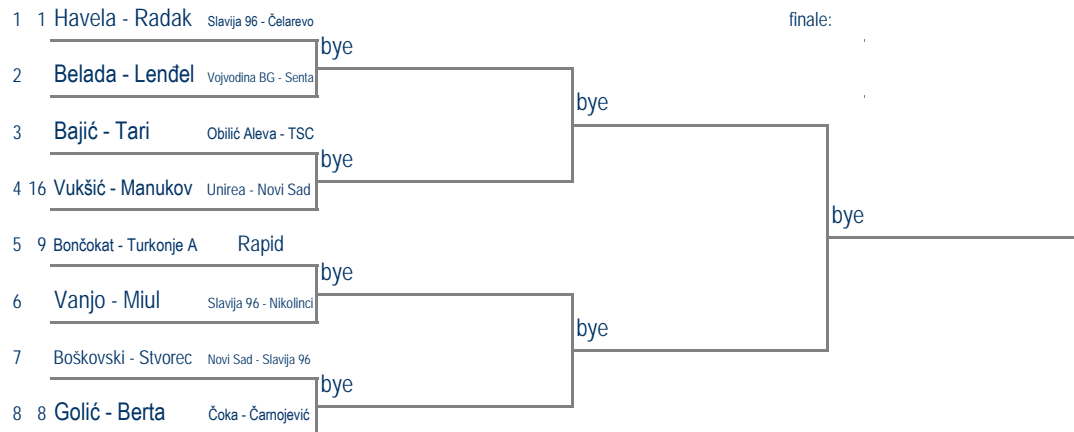 1 1 Havela - Radak Slavija 96 - Čelarevo
finale:
bye
2 Belada - Lenđel Vojvodina BG - Senta
bye
3 Bajić - Tari Obilić Aleva - TSC
bye
4 16 Vukšić - Manukov Unirea - Novi Sad
bye
5 9 Bončokat - Turkonje A Rapid
bye
6 Vanjo - Miul Slavija 96 - Nikolinci
bye
7 Boškovski - Stvorec Novi Sad - Slavija 96
bye
8 8 Golić - Berta Čoka - Čarnojević